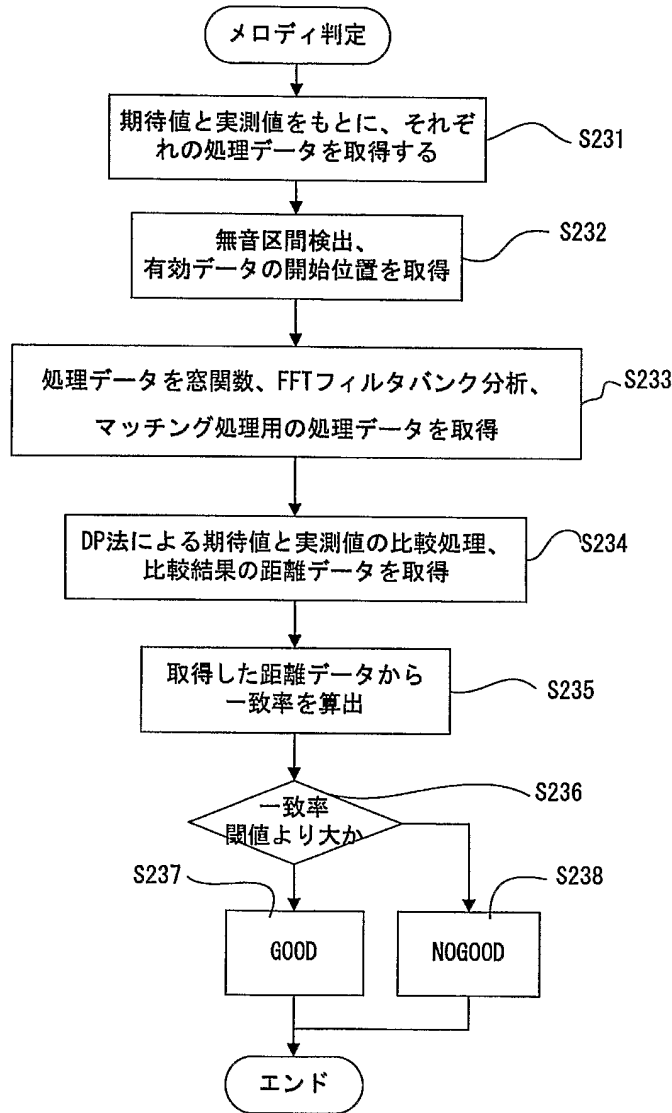 メロディ判定
期待値と実測値をもとに、それぞ
れの処理データを取得する
S231
無音区間検出、
有効データの開始位置を取得
S232
処理データを窓関数、FFTフィルタバンク分析、
マッチング処理用の処理データを取得
S233
DP法による期待値と実測値の比較処理、
比較結果の距離データを取得
S234
取得した距離データから
一致率を算出
S235
一致率
閾値より大か
S236
S237
GOOD
S238
NOGOOD
エンド